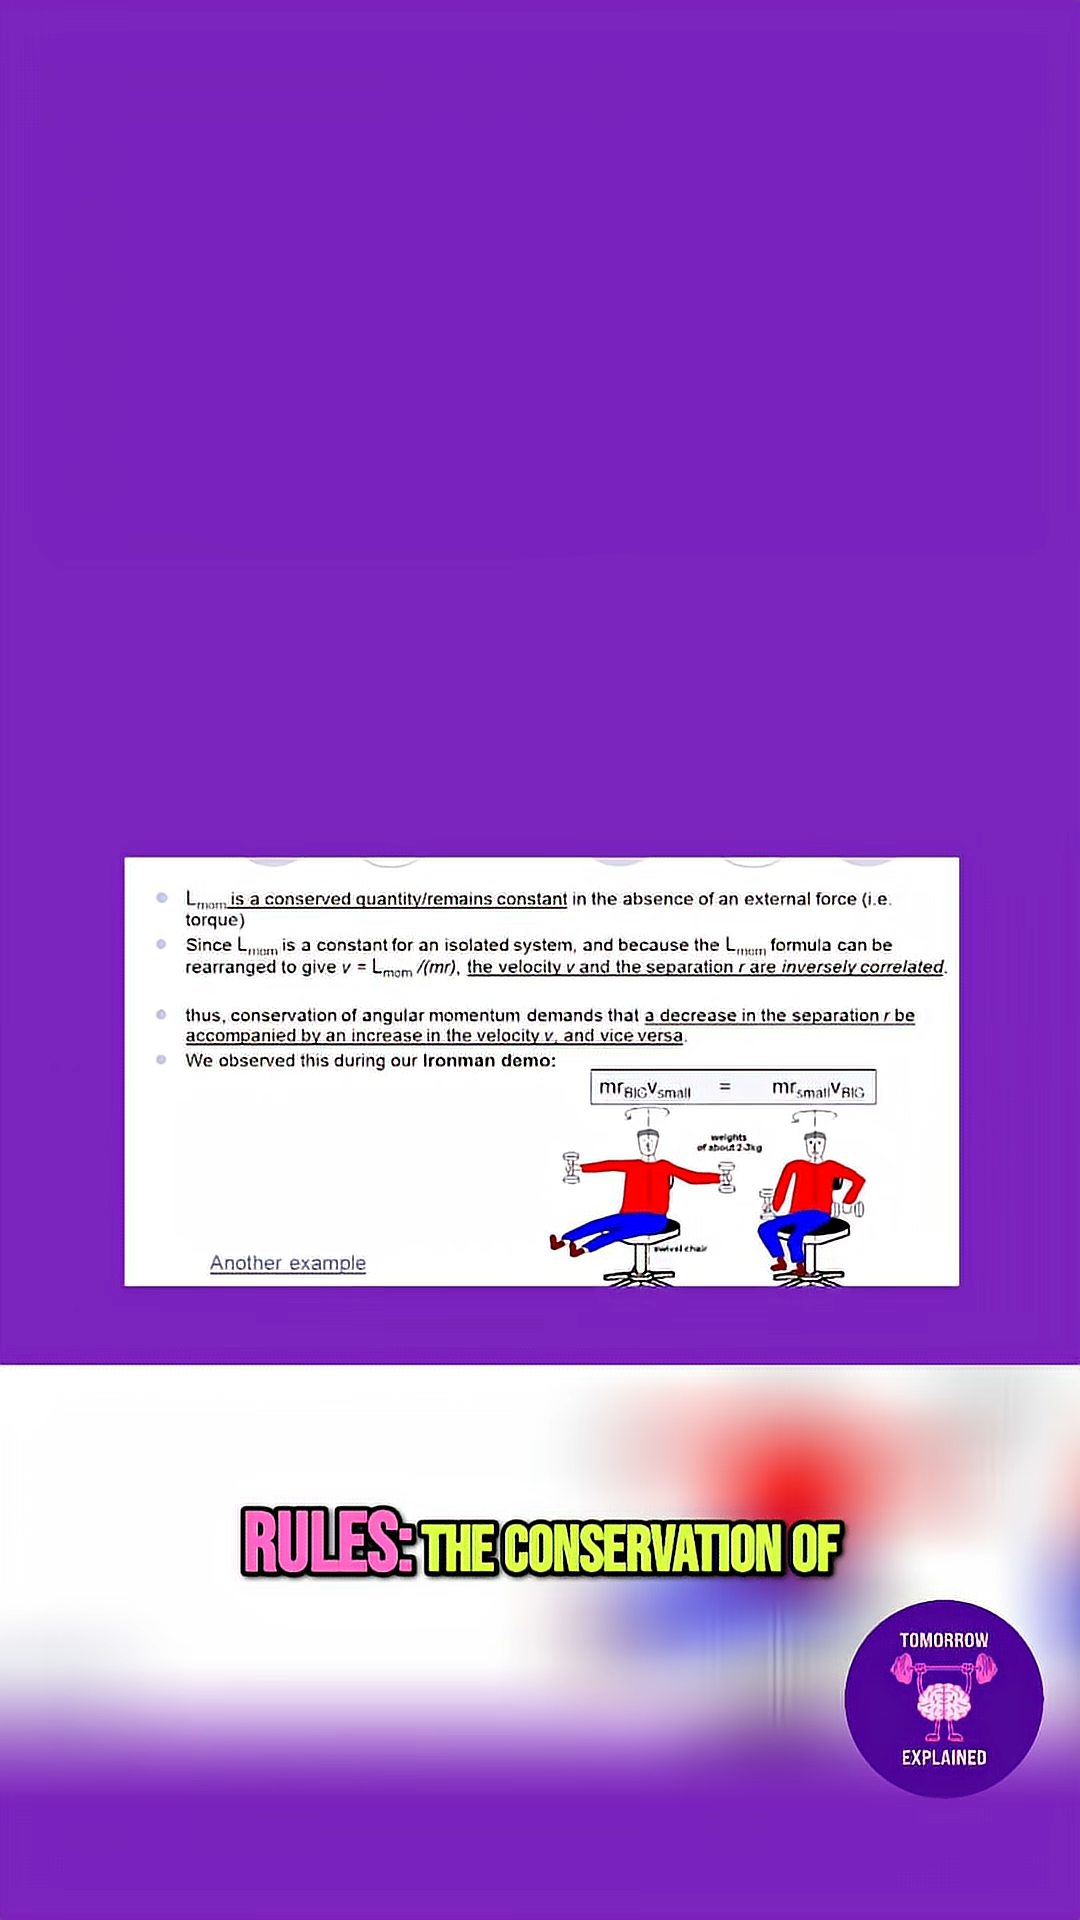 Lmom is a conserved quantity/remains constant in the absence of an external force (i.e.
torque)
Since Lmom is a constant for an isolated system, and because the Lmom formula can be
rearranged to give v = Lmom /(mr), the velocity v and the separation r are inversely correlated.
thus, conservation of angular momentum demands that a decrease in the separation r be
accompanied by an increase in the velocity v, and vice versa.
We observed this during our Ironman demo:
mrBIGvsmall = mrsmallvBIG
weights
of about 2-3kg
swivel chair
Another example
RULES: THE CONSERVATION OF
TOMORROW
EXPLAINED